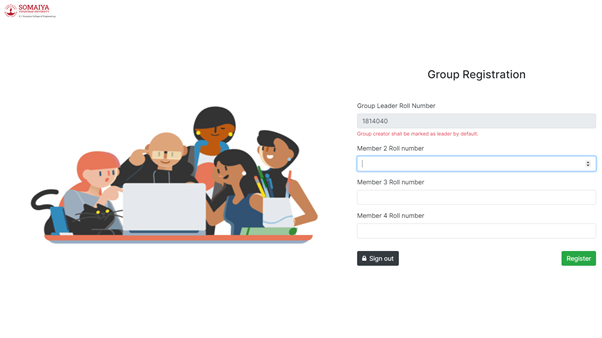 SOMAIYA
VIDYAVIHAR UNIVERSITY
K J Somaiya College of Engineering
Group Registration
Group Leader Roll Number
1814040
Group creator shall be marked as leader by default.
Member 2 Roll number
Member 3 Roll number
Member 4 Roll number
Sign out
Register